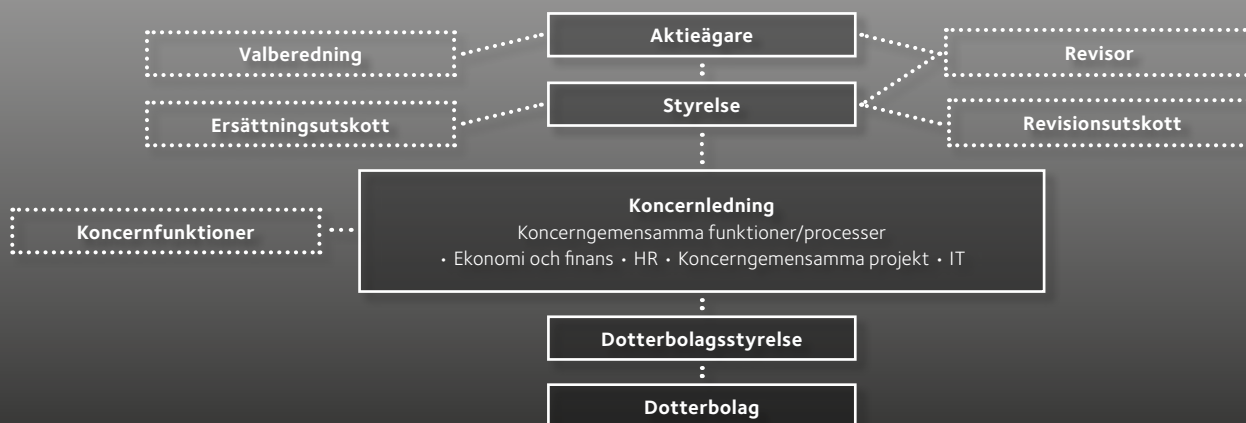 Aktieägare
Valberedning
Revisor
Styrelse
Ersättningsutskott
Revisionsutskott
Koncernledning
Koncerngemensamma funktioner/processer
• Ekonomi och finans • HR • Koncerngemensamma projekt • IT
Koncernfunktioner
Dotterbolagsstyrelse
Dotterbolag